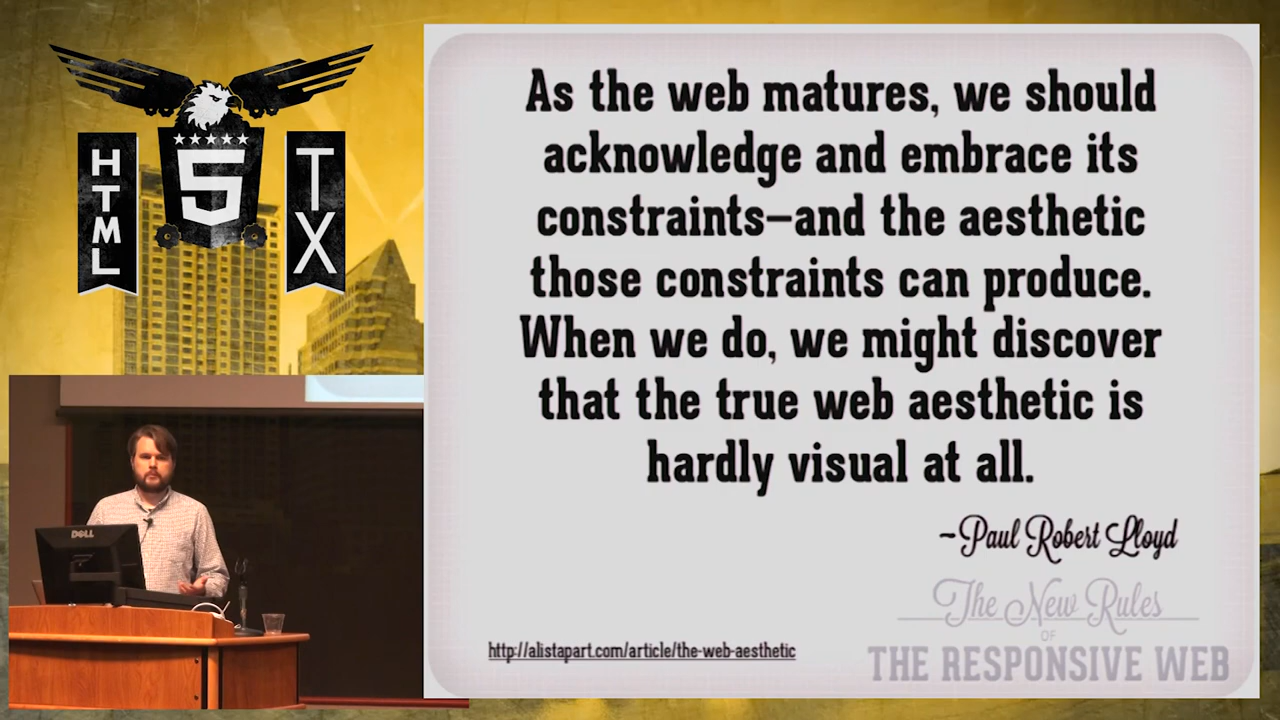 HTML
5
TX
DELL
As the web matures, we should
acknowledge and embrace its
constraints—and the aesthetic
those constraints can produce.
When we do, we might discover
that the true web aesthetic is
hardly visual at all.
~Paul Robert Lloyd
The New Rules
OF
THE RESPONSIVE WEB
http://alistapart.com/article/the-web-aesthetic